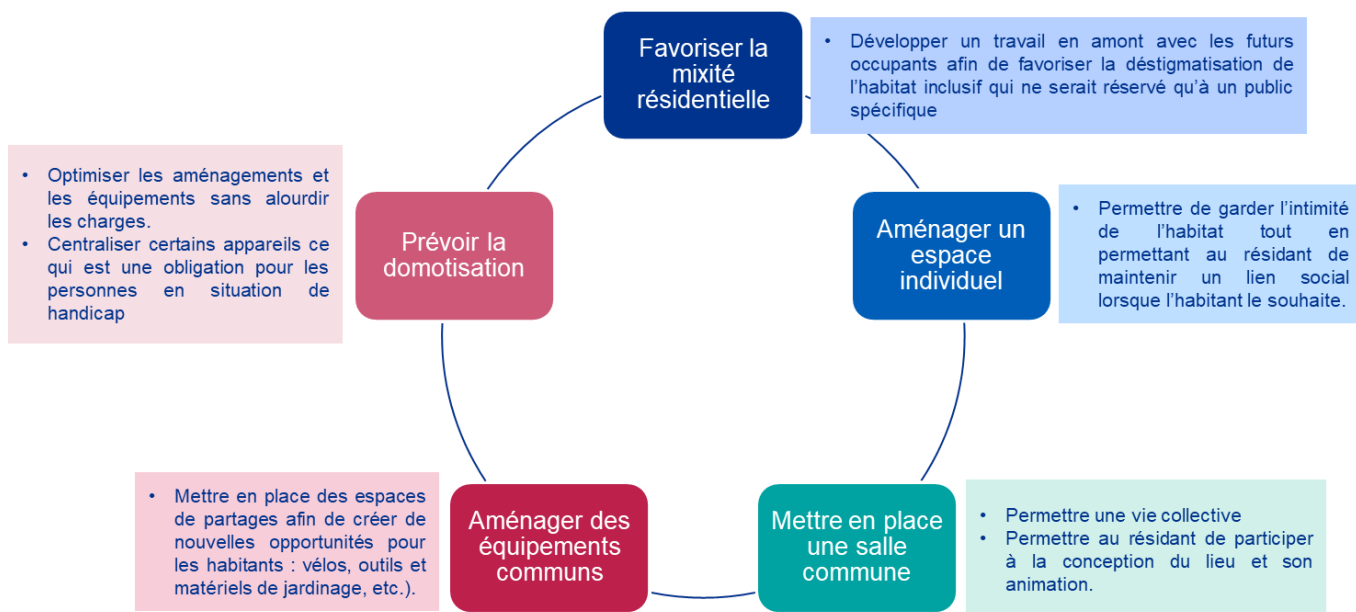 Favoriser la
mixité
résidentielle
• Développer un travail en amont avec les futurs
occupants afin de favoriser la déstigmatisation de
l’habitat inclusif qui ne serait réservé qu’à un public
spécifique
• Optimiser les aménagements et
les équipements sans alourdir
les charges.
• Centraliser certains appareils ce
qui est une obligation pour les
personnes en situation de
handicap
Prévoir la
domotisation
Aménager un
espace
individuel
• Permettre de garder l’intimité
de l’habitat tout en
permettant au résidant de
maintenir un lien social
lorsque l’habitant le souhaite.
• Mettre en place des espaces
de partages afin de créer de
nouvelles opportunités pour
les habitants : vélos, outils et
matériels de jardinage, etc.).
Aménager des
équipements
communs
Mettre en place
une salle
commune
• Permettre une vie collective
• Permettre au résidant de participer
à la conception du lieu et son
animation.